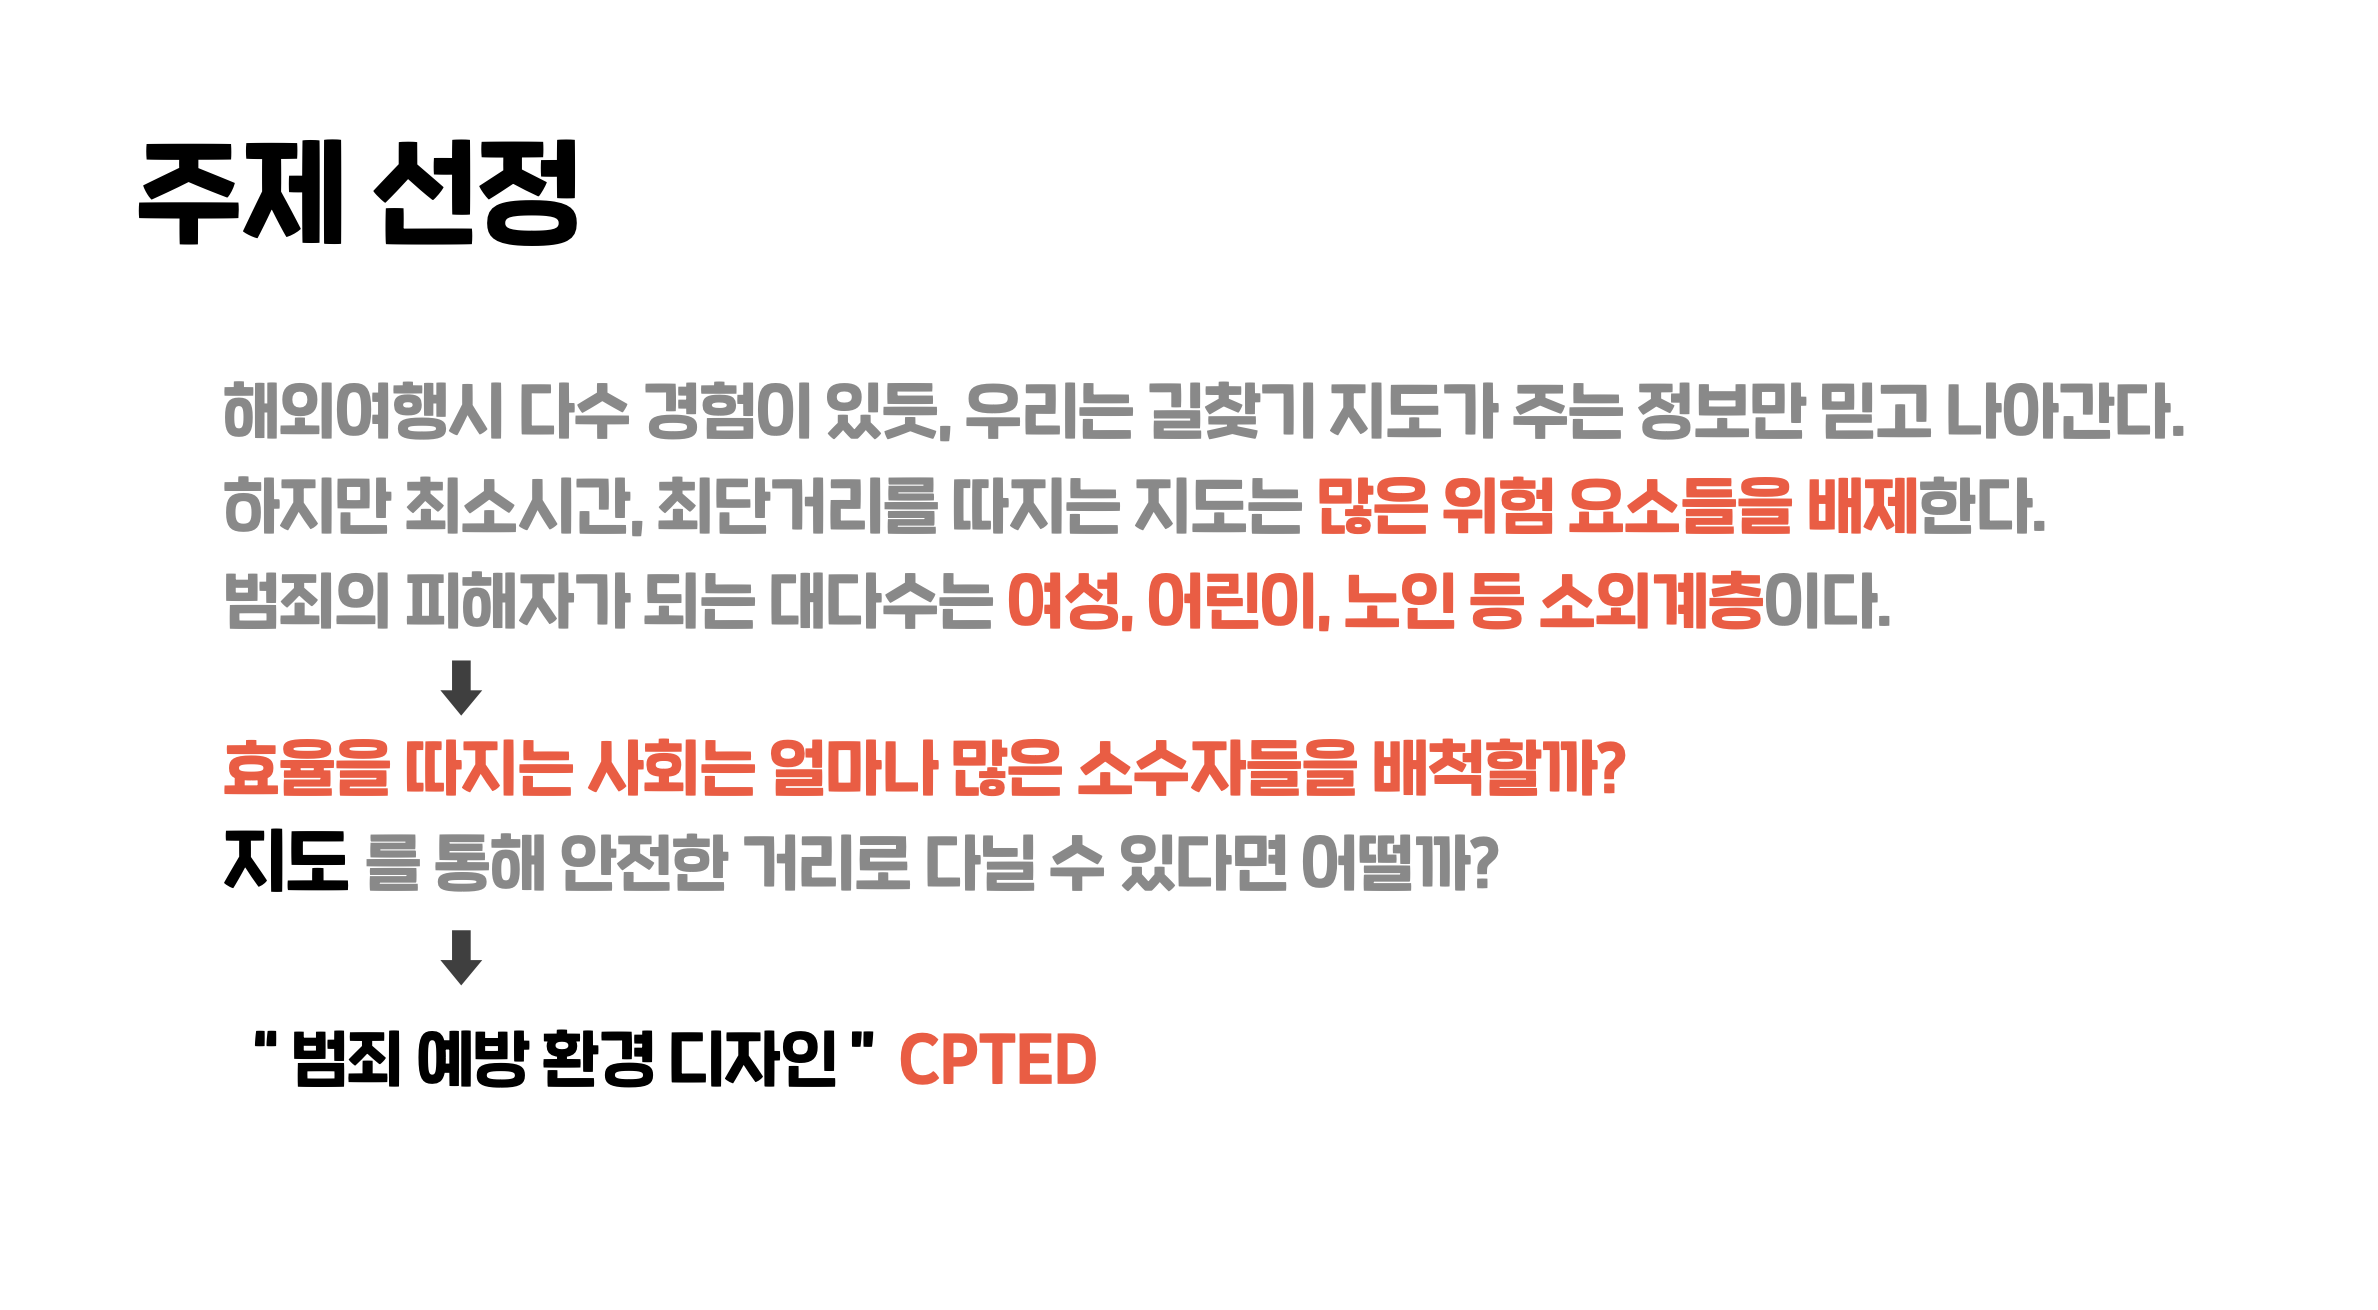 주제 선정
해외여행시 다수 경험이 있듯, 우리는 길찾기 지도가 주는 정보만 믿고 나아간다.
하지만 최소시간, 최단거리를 따지는 지도는 많은 위험 요소들을 배제한다.
범죄의 피해자가 되는 대다수는 여성, 어린이, 노인 등 소외계층이다.
효율을 따지는 사회는 얼마나 많은 소수자들을 배척할까?
지도 를 통해 안전한 거리로 다닐 수 있다면 어떨까?
" 범죄 예방 환경 디자인 " CPTED